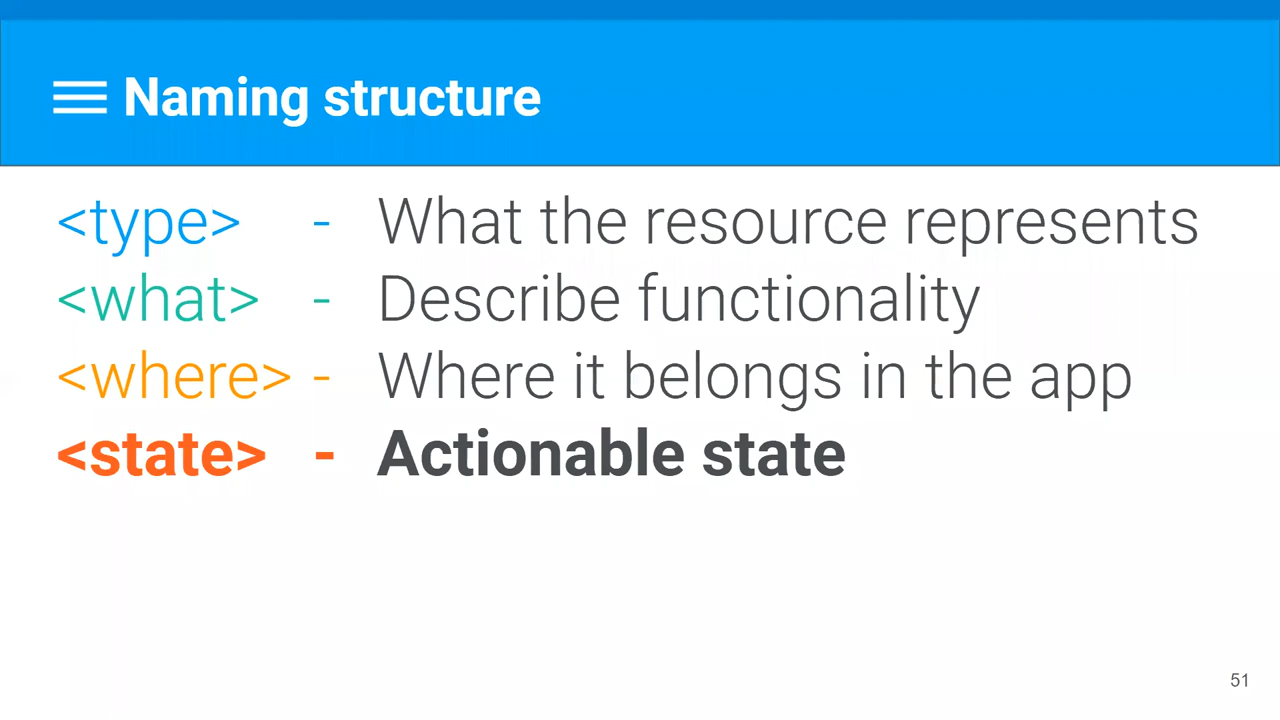 Naming structure
<type> - What the resource represents
<what> - Describe functionality
<where> - Where it belongs in the app
<state> - Actionable state
51